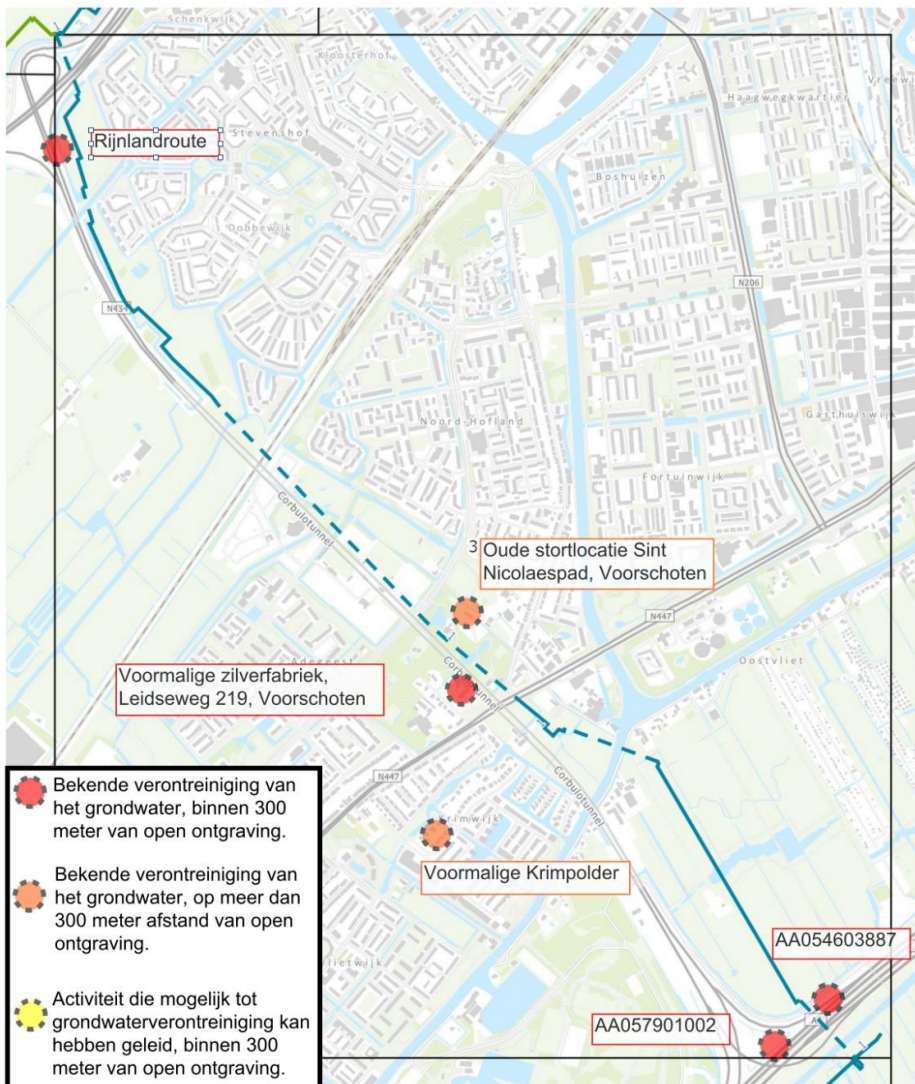 Schenkwijk
Kloosterhof
Haagwegkwartier
Rijnlandroute
Stevenshof
Boshuizen
Dobbewijk
N206
N434
Gasthuiswijk
Noord-Hofland
Fortuinwijk
Corbulotunnel
3
Oude stortlocatie Sint
Nicolaespad, Voorschoten
N447
Adegeest
Oostvliet
Voormalige zilverfabriek,
Leidseweg 219, Voorschoten
Corbulotunnel
N447
Corbulotunnel
Bekende verontreiniging van
het grondwater, binnen 300
meter van open ontgraving.
Voormalige Krimpolder
Bekende verontreiniging van
het grondwater, op meer dan
300 meter afstand van open
ontgraving.
AA054603887
AA057901002
Activiteit die mogelijk tot
grondwaterverontreiniging kan
hebben geleid, binnen 300
meter van open ontgraving.